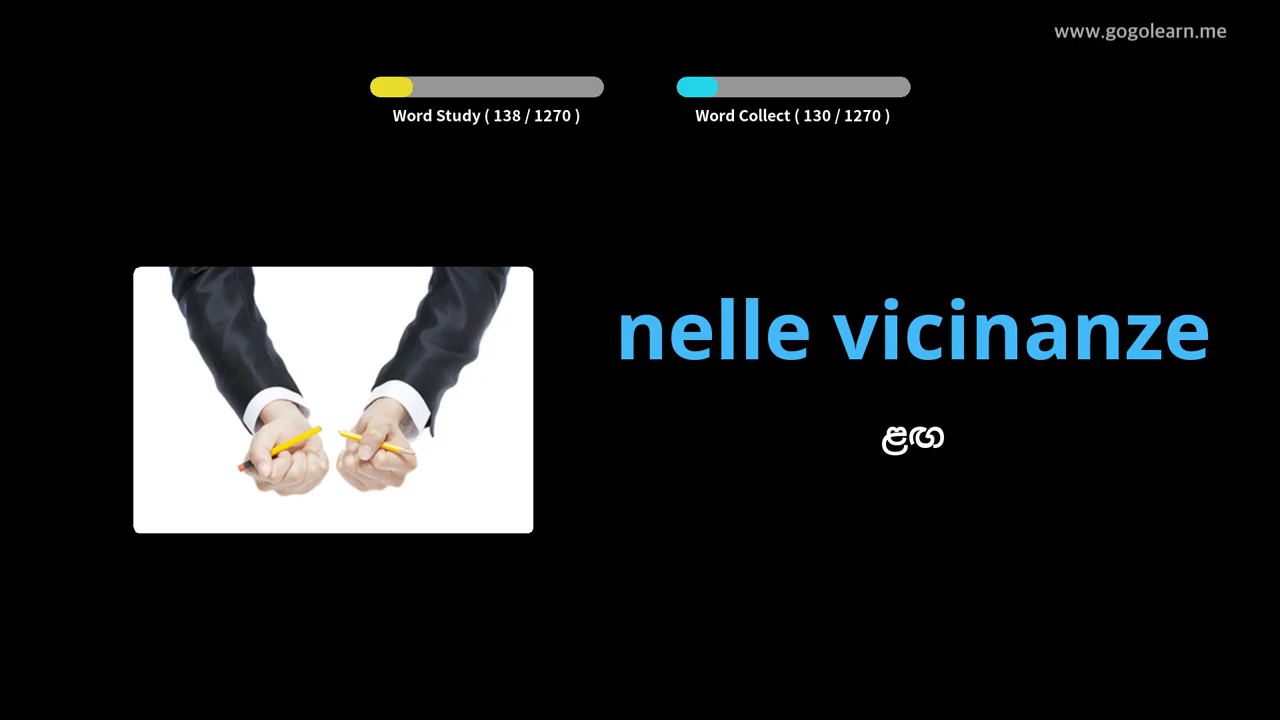 www.gogolearn.me
Word Study ( 138 / 1270 )
Word Collect ( 130 / 1270 )
nelle vicinanze
ළඟ